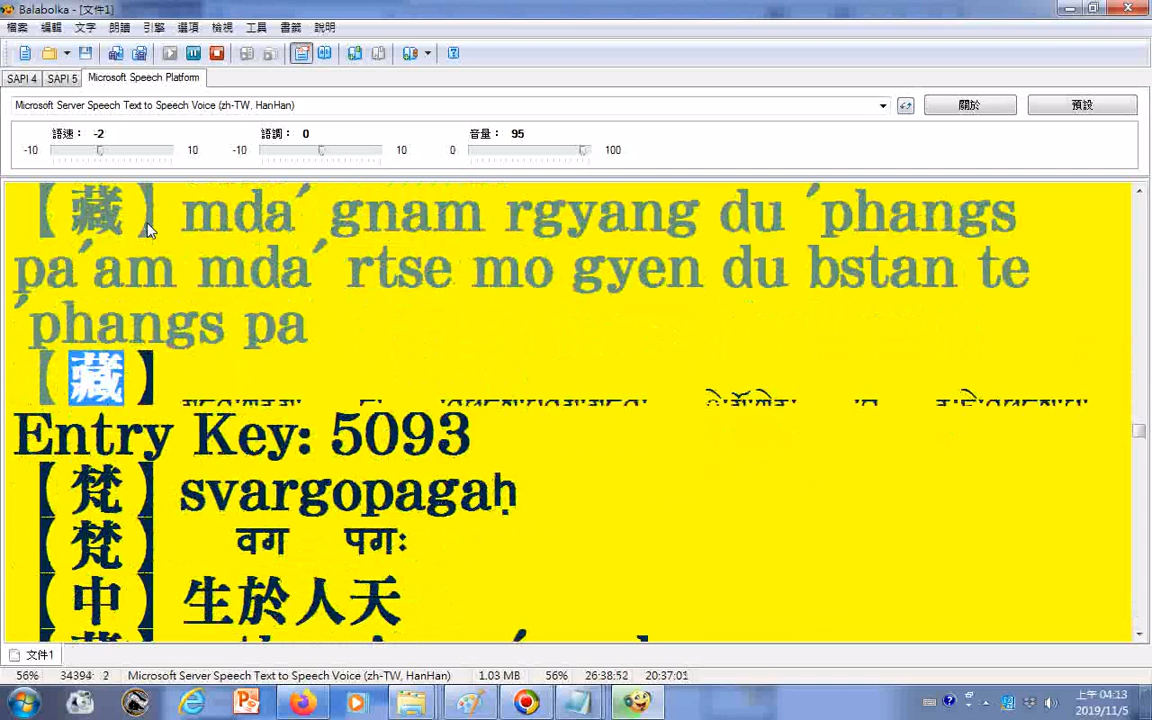 Balabolka - [文件1]
檔案 編輯 文字 朗讀 引擎 選項 檢視 工具 書籤 說明
SAPI 4 SAPI 5 Microsoft Speech Platform
Microsoft Server Speech Text to Speech Voice (zh-TW, HanHan) 關於 預設
語速： -2 語調： 0 音量： 95
-10 10 -10 10 0 100
【藏】mda´ gnam rgyang du ´phangs
pa´am mda´ rtse mo gyen du bstan te
´phangs pa
【藏】
Entry Key: 5093
【梵】svargopagaḥ
【梵】 वग पगः
【中】生於人天
文件1
56% 34394: 2 Microsoft Server Speech Text to Speech Voice (zh-TW, HanHan) 1.03 MB 56% 26:38:52 20:37:01
上午 04:13
2019/11/5